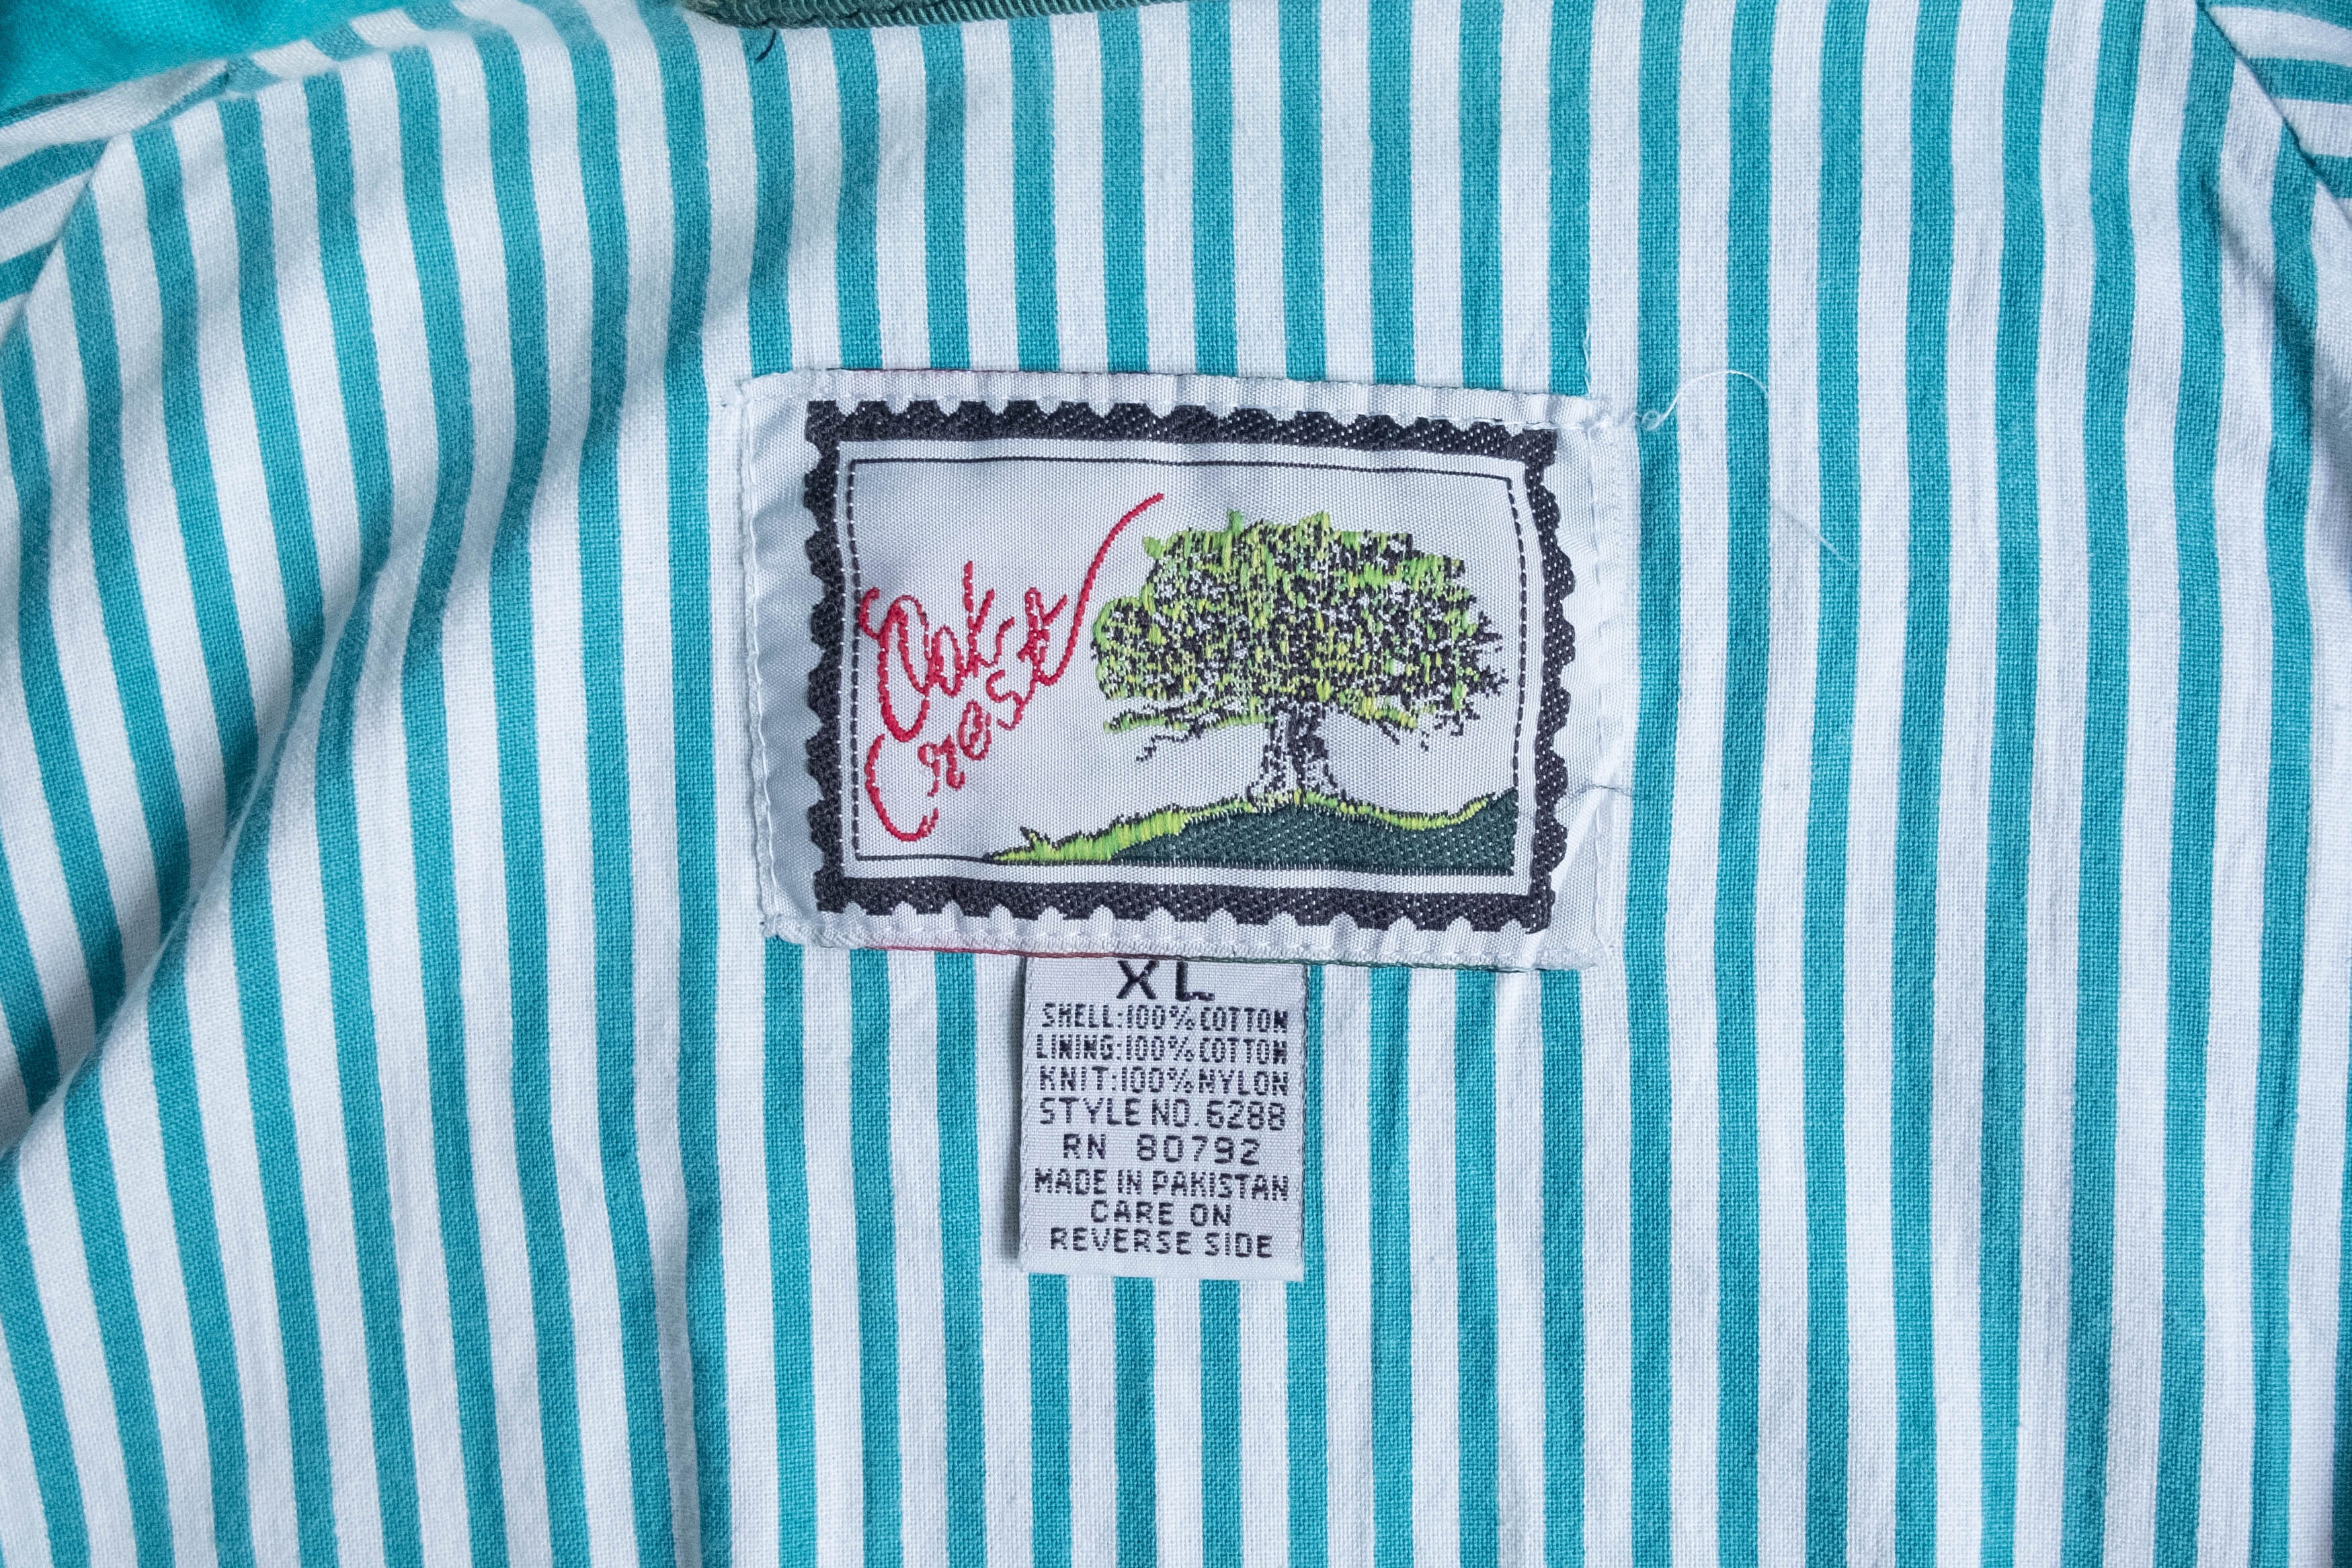 Oak
Creek
XL
SHELL:100% COTTON
LINING:100% COTTON
KNIT:100% NYLON
STYLE NO. 6288
RN 80792
MADE IN PAKISTAN
CARE ON
REVERSE SIDE